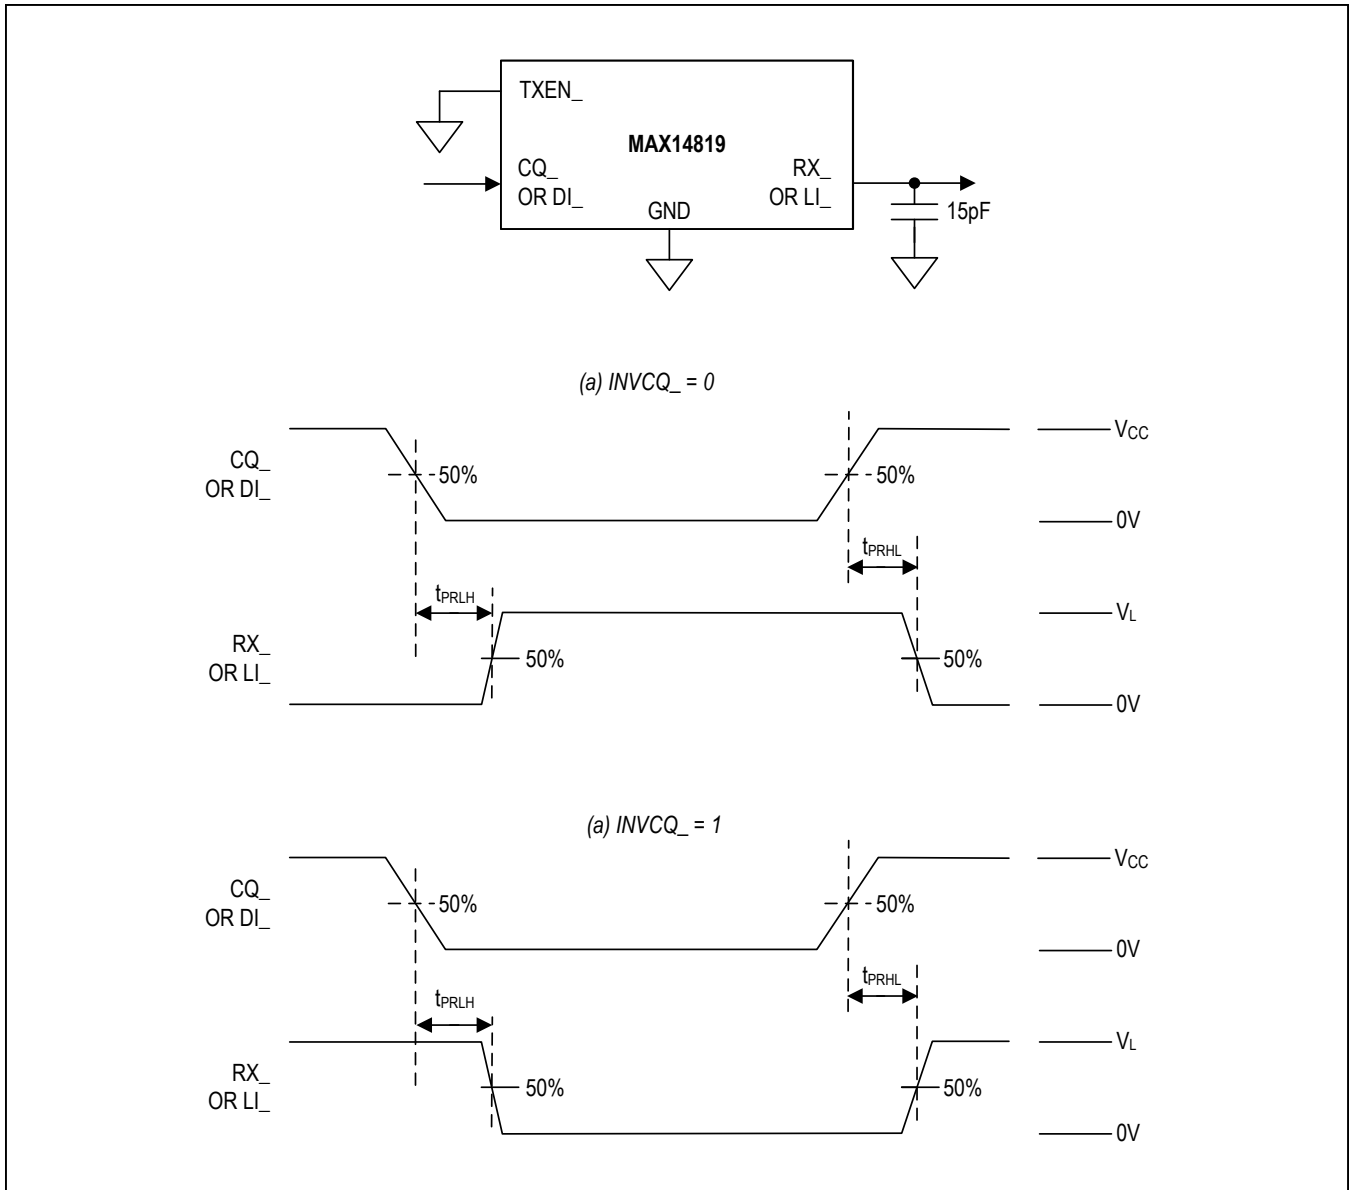 TXEN_
MAX14819
CQ_
OR DI_
RX_
OR LI_
GND
15pF
(a) INVCQ_ = 0
CQ_
OR DI_
50%
50%
VCC
0V
tPRHL
tPRLH
RX_
OR LI_
50%
50%
VL
0V
(a) INVCQ_ = 1
CQ_
OR DI_
50%
50%
VCC
0V
tPRHL
tPRLH
RX_
OR LI_
50%
50%
VL
0V